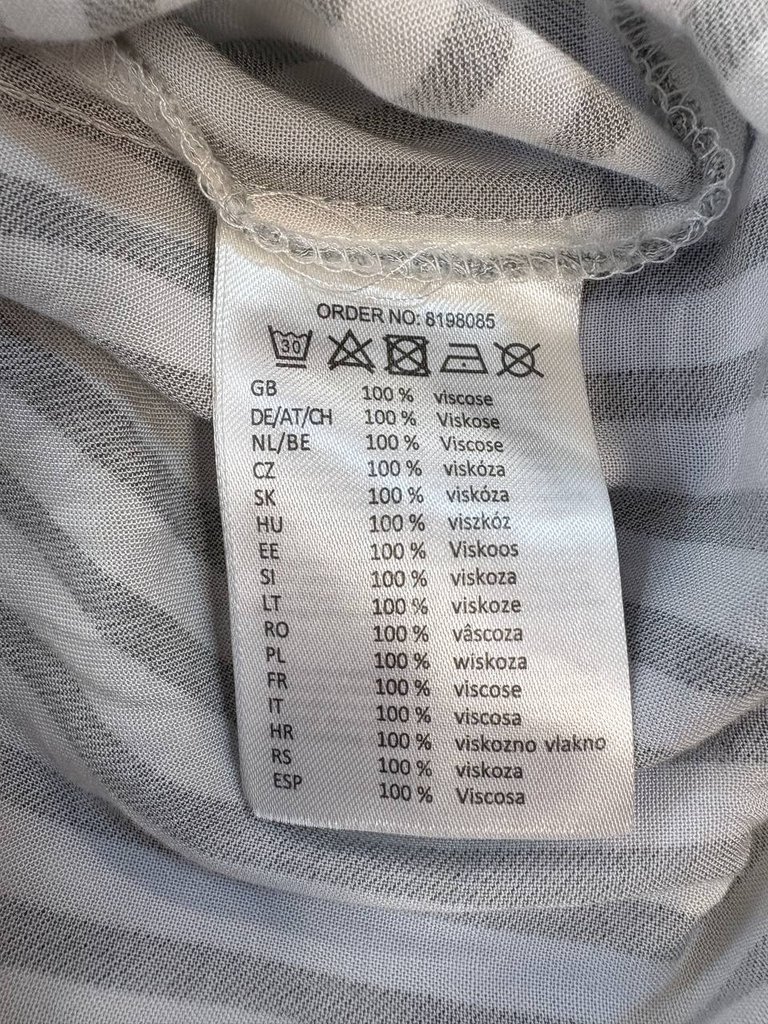 ORDER NO: 8198085
30
GB 100 % viscose
DE/AT/CH 100 % Viskose
NL/BE 100 % Viscose
CZ 100 % viskóza
SK 100 % viskóza
HU 100 % viszkóz
EE 100 % Viskoos
SI 100 % viskoza
LT 100 % viskoze
RO 100 % vâscoza
PL 100 % wiskoza
FR 100 % viscose
IT 100 % viscosa
HR 100 % viskozno vlakno
RS 100 % viskoza
ESP 100 % Viscosa